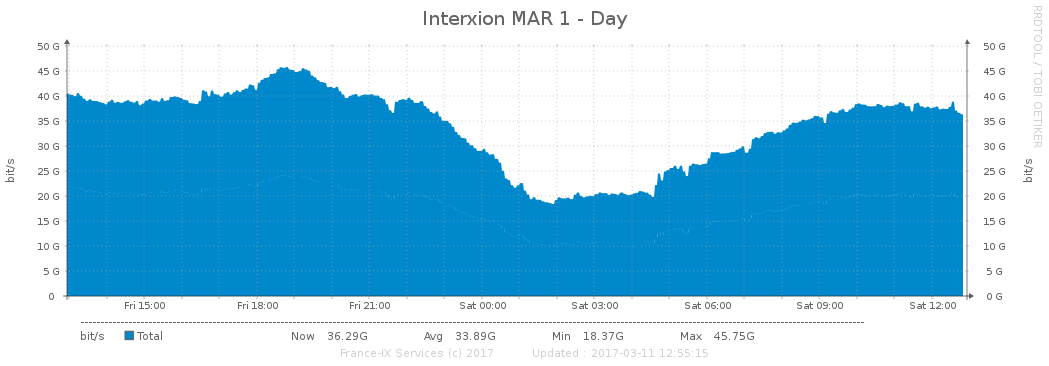 Interxion MAR 1 - Day
RRDTOOL / TOBI OETIKER
50 G 50 G
45 G 45 G
40 G 40 G
35 G 35 G
30 G 30 G
25 G 25 G
20 G 20 G
15 G 15 G
10 G 10 G
5 G 5 G
0 0 G
bit/s
bit/s
Fri 15:00 Fri 18:00 Fri 21:00 Sat 00:00 Sat 03:00 Sat 06:00 Sat 09:00 Sat 12:00
bit/s Total Now 36.29G Avg 33.89G Min 18.37G Max 45.75G
France-IX Services (c) 2017 Updated : 2017-03-11 12:55:15